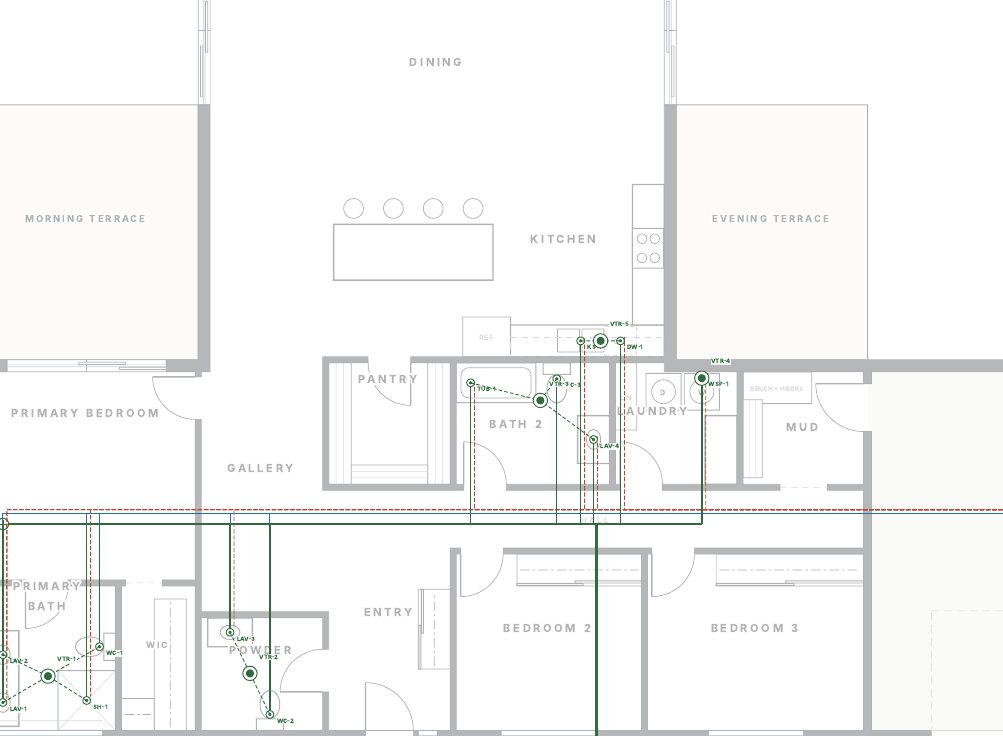 DINING
MORNING TERRACE
EVENING TERRACE
KITCHEN
VTR-5
REF
DW-1
VTR-4
PANTRY
TUB-1
VTR-3
WSP-1
D
BENCH + HOOKS
PRIMARY BEDROOM
LAUNDRY
BATH 2
MUD
LAV-4
GALLERY
PRIMARY
BATH
ENTRY
BEDROOM 2
BEDROOM 3
WIC
LAV-3
POWDER
VTR-2
WC-1
VTR-1
LAV-2
LAV-1
SH-1
WC-2